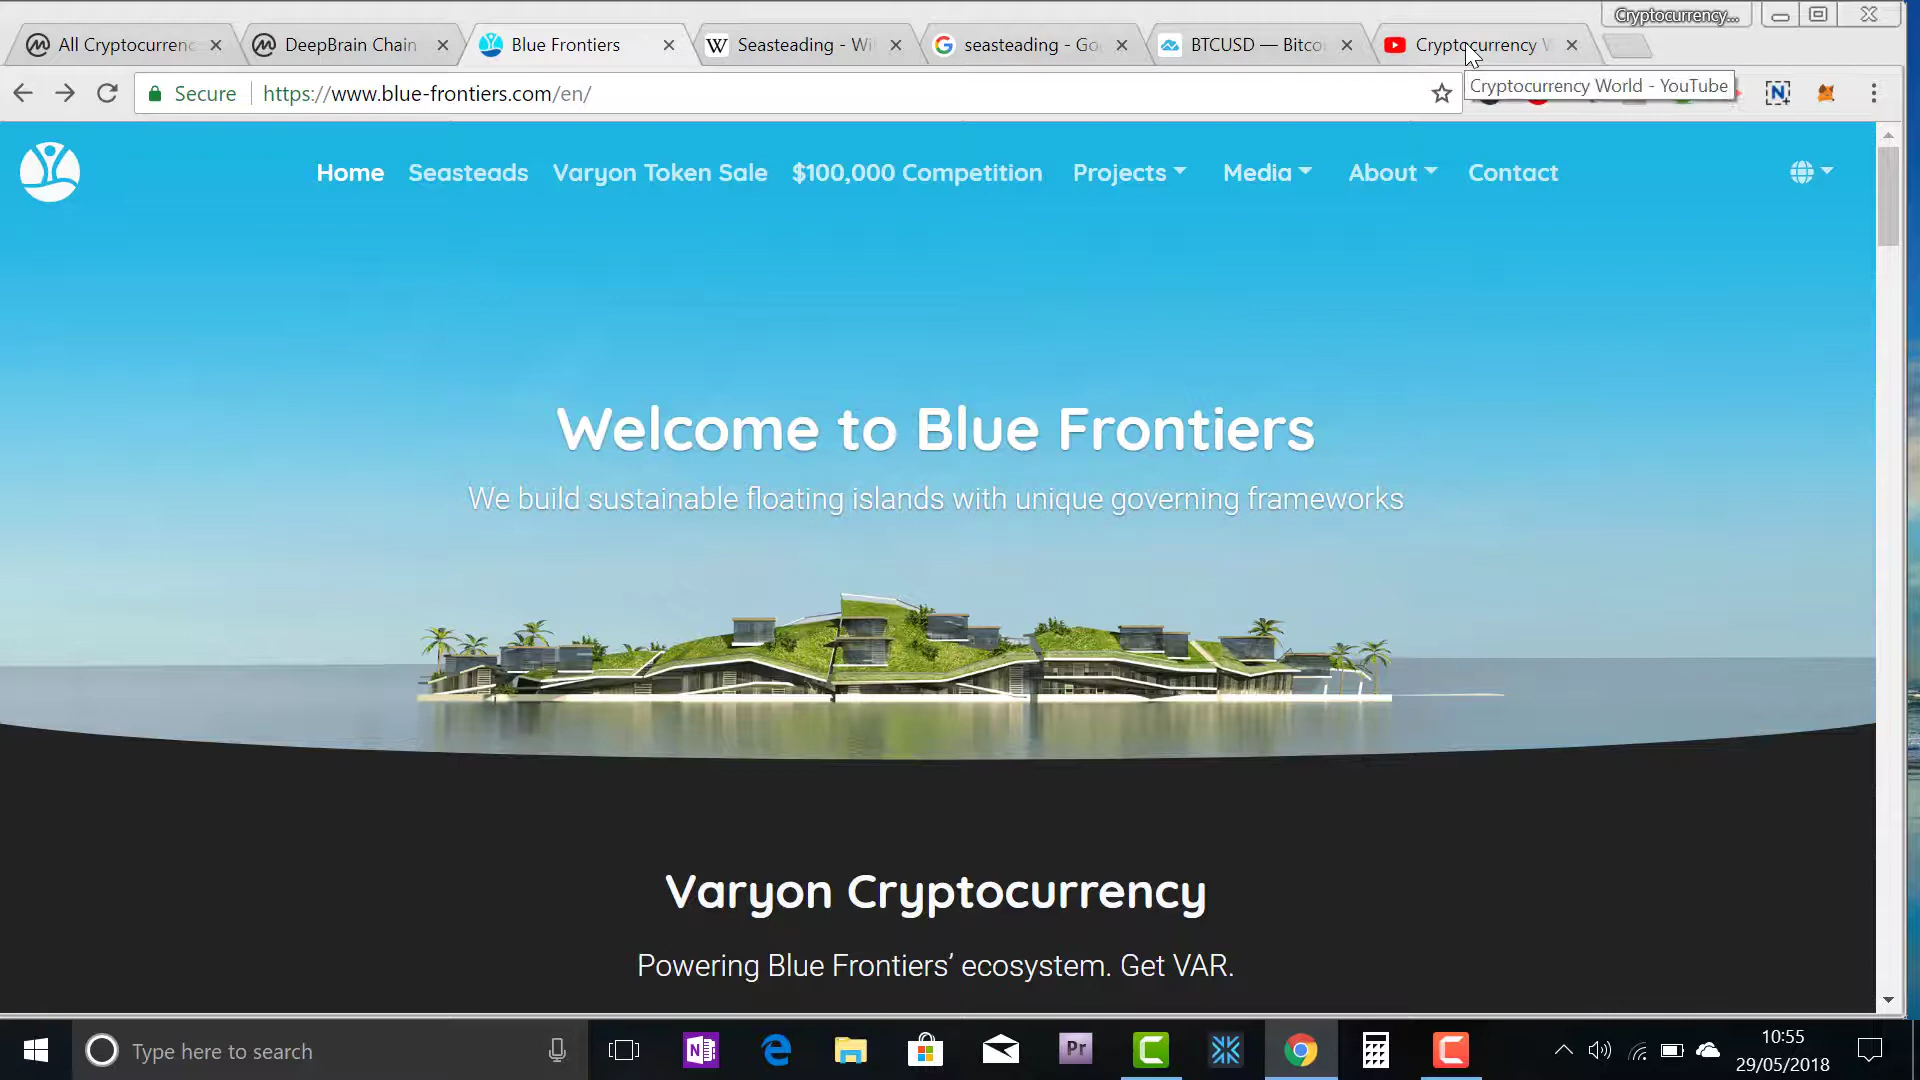 Cryptocurrency...
All Cryptocurrenc
DeepBrain Chain
Blue Frontiers
W Seasteading - Wi
seasteading - Go
BTCUSD — Bitco
Cryptocurrency W
Secure https://www.blue-frontiers.com/en/
Cryptocurrency World - YouTube
Home Seasteads Varyon Token Sale $100,000 Competition Projects Media About Contact
Welcome to Blue Frontiers
We build sustainable floating islands with unique governing frameworks
Varyon Cryptocurrency
Powering Blue Frontiers' ecosystem. Get VAR.
Type here to search
N
Pr
10:55
29/05/2018